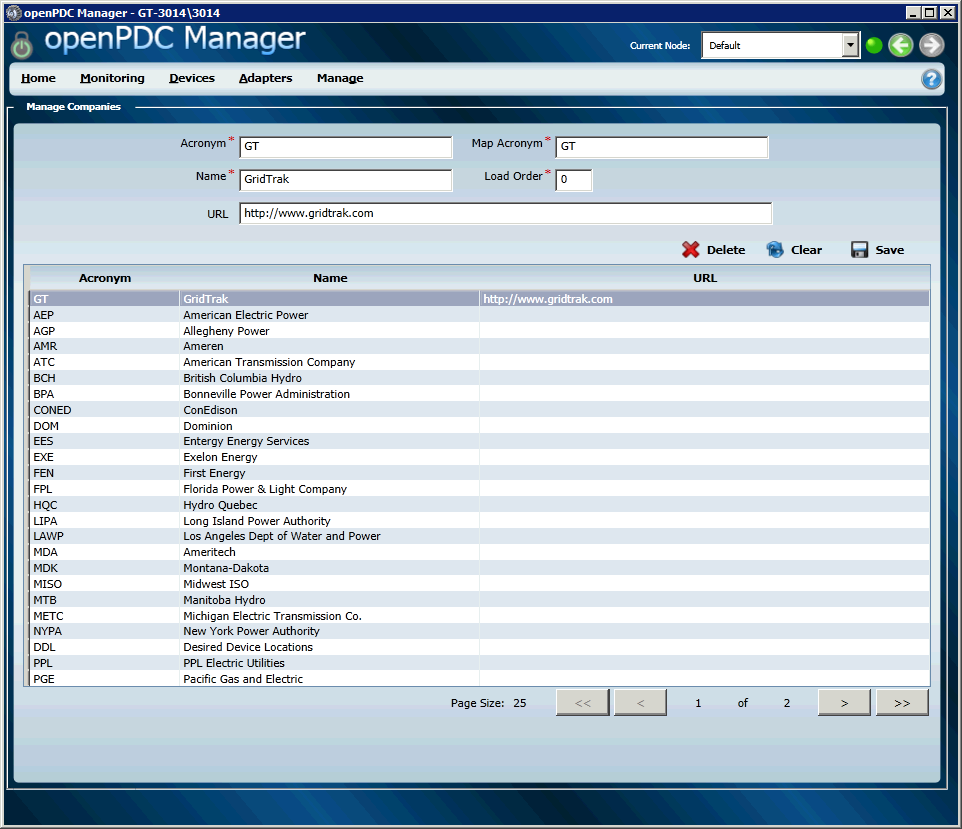 openPDC Manager - GT-3014\3014
openPDC Manager
Current Node: Default
Home Monitoring Devices Adapters Manage
?
Manage Companies
Acronym * GT Map Acronym * GT
Name * GridTrak Load Order * 0
URL http://www.gridtrak.com
Delete Clear Save
Acronym Name URL
GT GridTrak http://www.gridtrak.com
AEP American Electric Power
AGP Allegheny Power
AMR Ameren
ATC American Transmission Company
BCH British Columbia Hydro
BPA Bonneville Power Administration
CONED ConEdison
DOM Dominion
EES Entergy Energy Services
EXE Exelon Energy
FEN First Energy
FPL Florida Power & Light Company
HQC Hydro Quebec
LIPA Long Island Power Authority
LAWP Los Angeles Dept of Water and Power
MDA Ameritech
MDK Montana-Dakota
MISO Midwest ISO
MTB Manitoba Hydro
METC Michigan Electric Transmission Co.
NYPA New York Power Authority
DDL Desired Device Locations
PPL PPL Electric Utilities
PGE Pacific Gas and Electric
Page Size: 25 << < 1 of 2 > >>